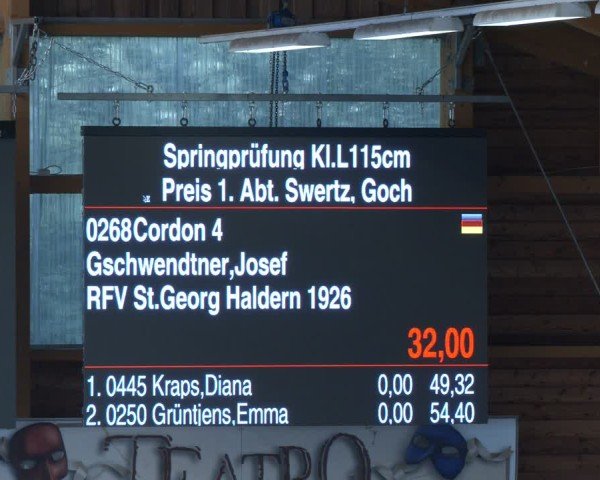 Springprüfung Kl.L115cm
Preis 1. Abt. Swertz, Goch
0268Cordon 4
Gschwendtner,Josef
RFV St.Georg Haldern 1926
32,00
1. 0445 Kraps,Diana 0,00 49,32
2. 0250 Grüntjens,Emma 0,00 54,40
TEATRO